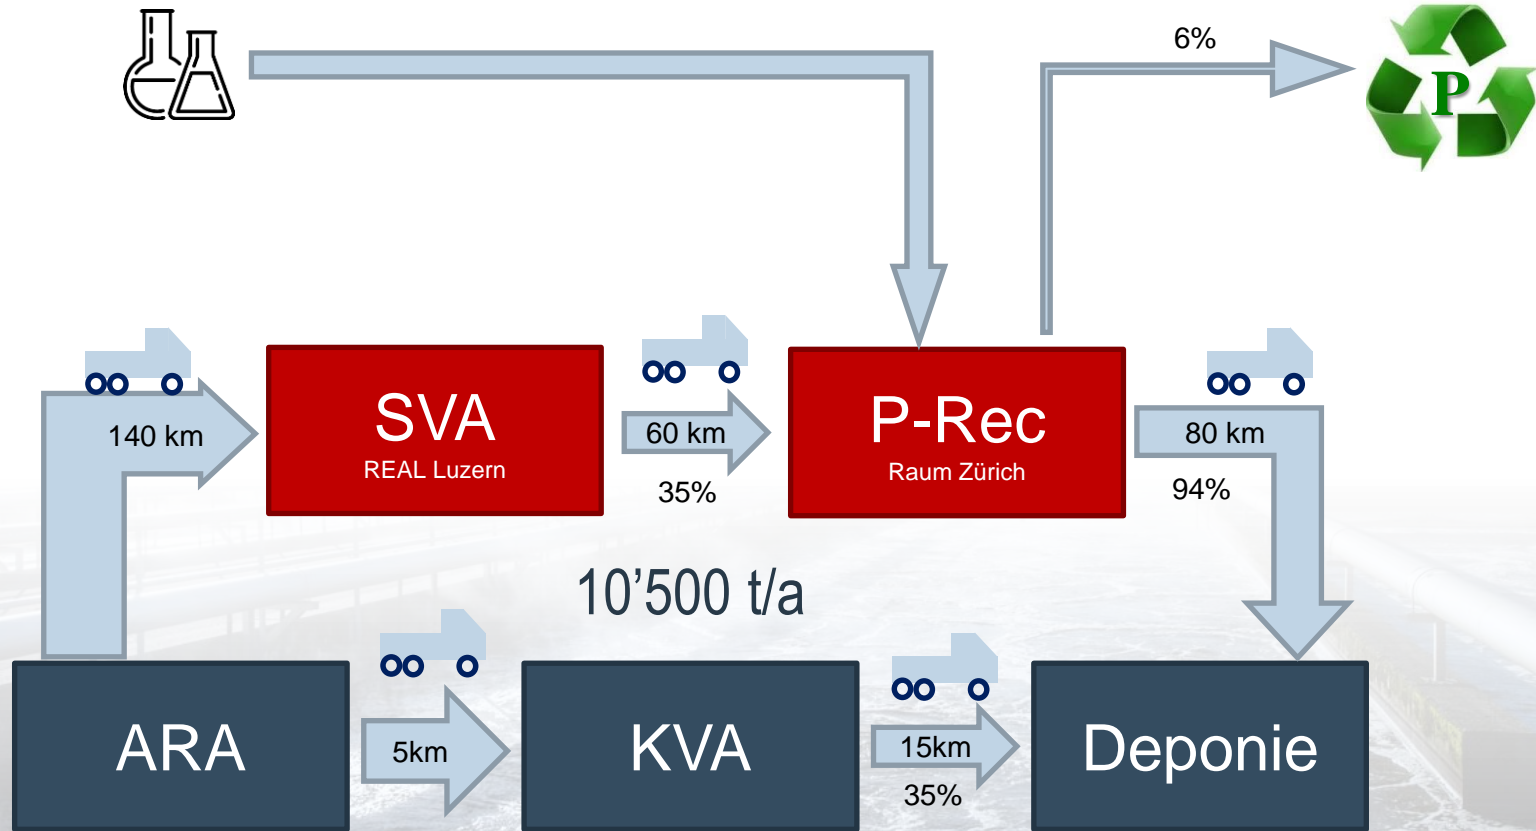 6%
P
140 km
SVA
REAL Luzern
60 km
35%
P-Rec
Raum Zürich
80 km
94%
10’500 t/a
ARA
5km
KVA
15km
35%
Deponie